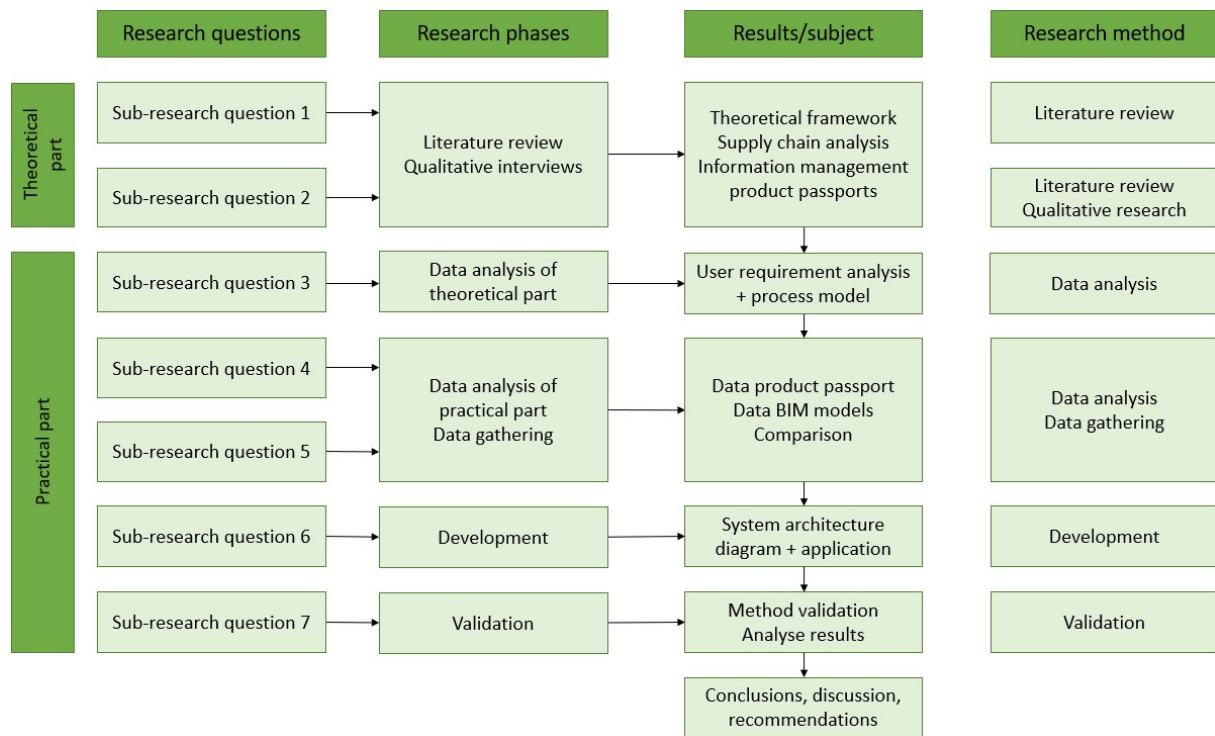 Research questions
Research phases
Results/subject
Research method
Theoretical
part
Sub-research question 1
Sub-research question 2
Literature review
Qualitative interviews
Theoretical framework
Supply chain analysis
Information management
product passports
Literature review
Literature review
Qualitative research
Practical part
Sub-research question 3
Data analysis of
theoretical part
User requirement analysis
+ process model
Data analysis
Sub-research question 4
Sub-research question 5
Data analysis of
practical part
Data gathering
Data product passport
Data BIM models
Comparison
Data analysis
Data gathering
Sub-research question 6
Development
System architecture
diagram + application
Development
Sub-research question 7
Validation
Method validation
Analyse results
Validation
Conclusions, discussion,
recommendations